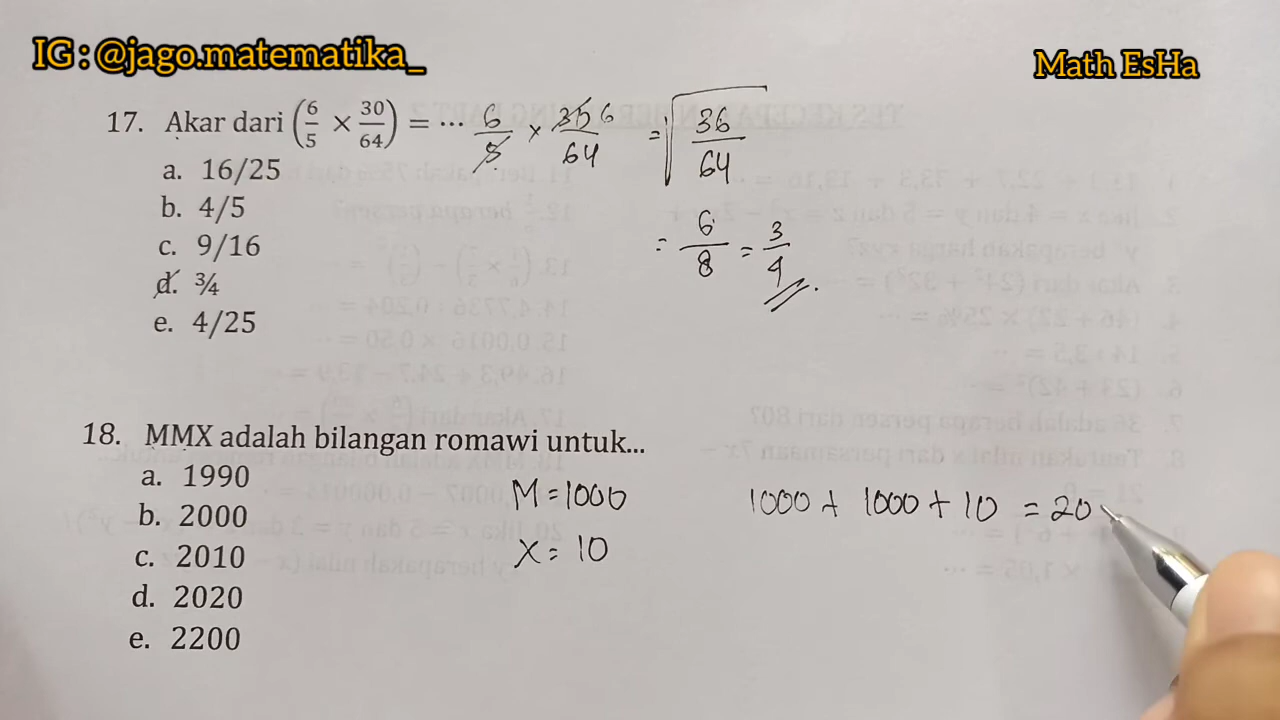 IG : @jago.matematika_
Math EsHa
17. Akar dari (6/5 × 30/64) = ...
6/5 × 30 6/64 = √36/64
= 6/8 = 3/4
a. 16/25
b. 4/5
c. 9/16
d. ¾
e. 4/25
18. MMX adalah bilangan romawi untuk...
a. 1990
b. 2000
c. 2010
d. 2020
e. 2200
M = 1000
X = 10
1000 + 1000 + 10 = 20